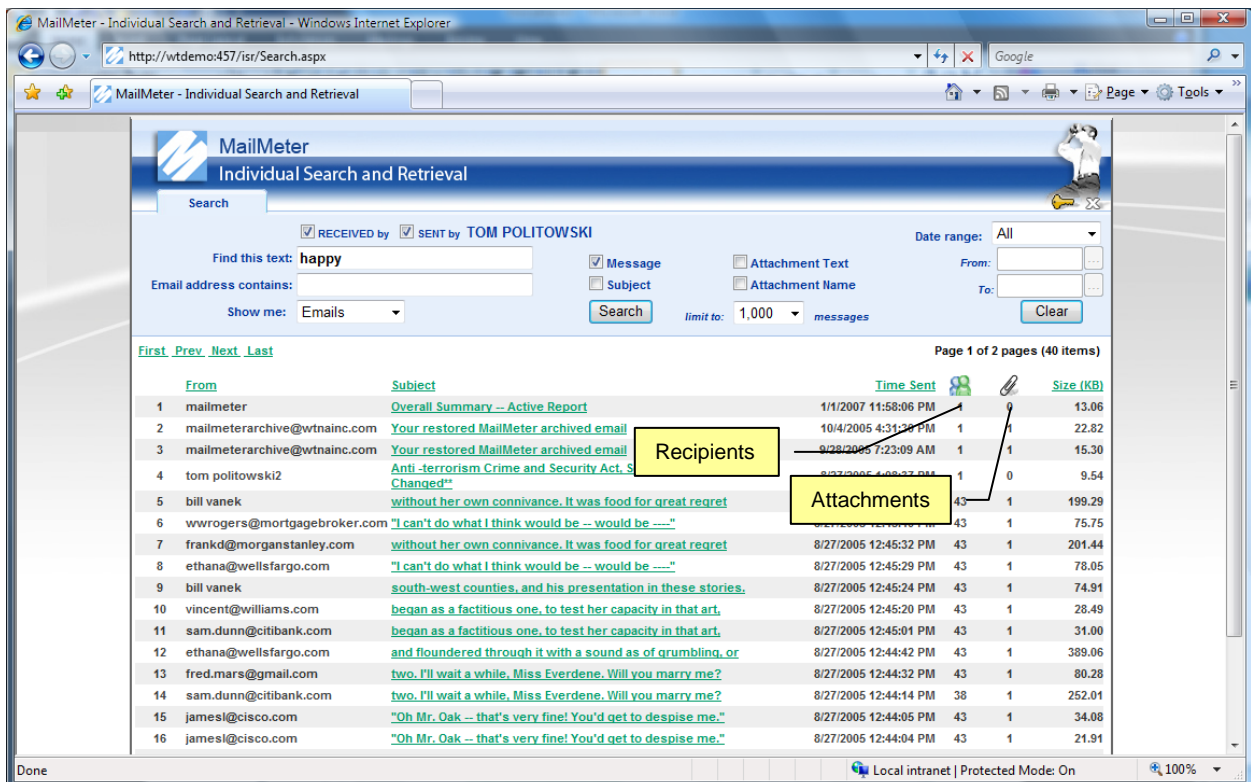 MailMeter - Individual Search and Retrieval - Windows Internet Explorer
http://wtdemo:457/isr/Search.aspx
Google
MailMeter - Individual Search and Retrieval
Page Tools
MailMeter
Individual Search and Retrieval
Search
RECEIVED by SENT by TOM POLITOWSKI
Date range: All
Find this text: happy
Message Attachment Text From: ...
Email address contains:
Subject Attachment Name To: ...
Show me: Emails Search limit to: 1,000 messages Clear
First Prev Next Last Page 1 of 2 pages (40 items)
From Subject Time Sent Size (KB)
1 mailmeter Overall Summary -- Active Report 1/1/2007 11:58:06 PM 1 0 13.06
2 mailmeterarchive@wtnainc.com Your restored MailMeter archived email 10/4/2005 4:31:30 PM 1 1 22.82
3 mailmeterarchive@wtnainc.com Your restored MailMeter archived email 9/28/2005 7:23:09 AM 1 1 15.30
Recipients
4 tom politowski2 Anti -terrorism Crime and Security Act, S
Changed** 1 0 9.54
Attachments
5 bill vanek without her own connivance. It was food for great regret 43 1 199.29
6 wwrogers@mortgagebroker.com "I can't do what I think would be -- would be ----" 43 1 75.75
7 frankd@morganstanley.com without her own connivance. It was food for great regret 8/27/2005 12:45:32 PM 43 1 201.44
8 ethana@wellsfargo.com "I can't do what I think would be -- would be ----" 8/27/2005 12:45:29 PM 43 1 78.05
9 bill vanek south-west counties, and his presentation in these stories, 8/27/2005 12:45:24 PM 43 1 74.91
10 vincent@williams.com began as a factitious one, to test her capacity in that art, 8/27/2005 12:45:20 PM 43 1 28.49
11 sam.dunn@citibank.com began as a factitious one, to test her capacity in that art, 8/27/2005 12:45:01 PM 43 1 31.00
12 ethana@wellsfargo.com and floundered through it with a sound as of grumbling, or 8/27/2005 12:44:42 PM 43 1 389.06
13 fred.mars@gmail.com two. I'll wait a while, Miss Everdene. Will you marry me? 8/27/2005 12:44:32 PM 43 1 80.28
14 sam.dunn@citibank.com two. I'll wait a while, Miss Everdene. Will you marry me? 8/27/2005 12:44:14 PM 38 1 252.01
15 jamesl@cisco.com "Oh Mr. Oak -- that's very fine! You'd get to despise me." 8/27/2005 12:44:05 PM 43 1 34.08
16 jamesl@cisco.com "Oh Mr. Oak -- that's very fine! You'd get to despise me." 8/27/2005 12:44:04 PM 43 1 21.91
Done Local intranet | Protected Mode: On 100%